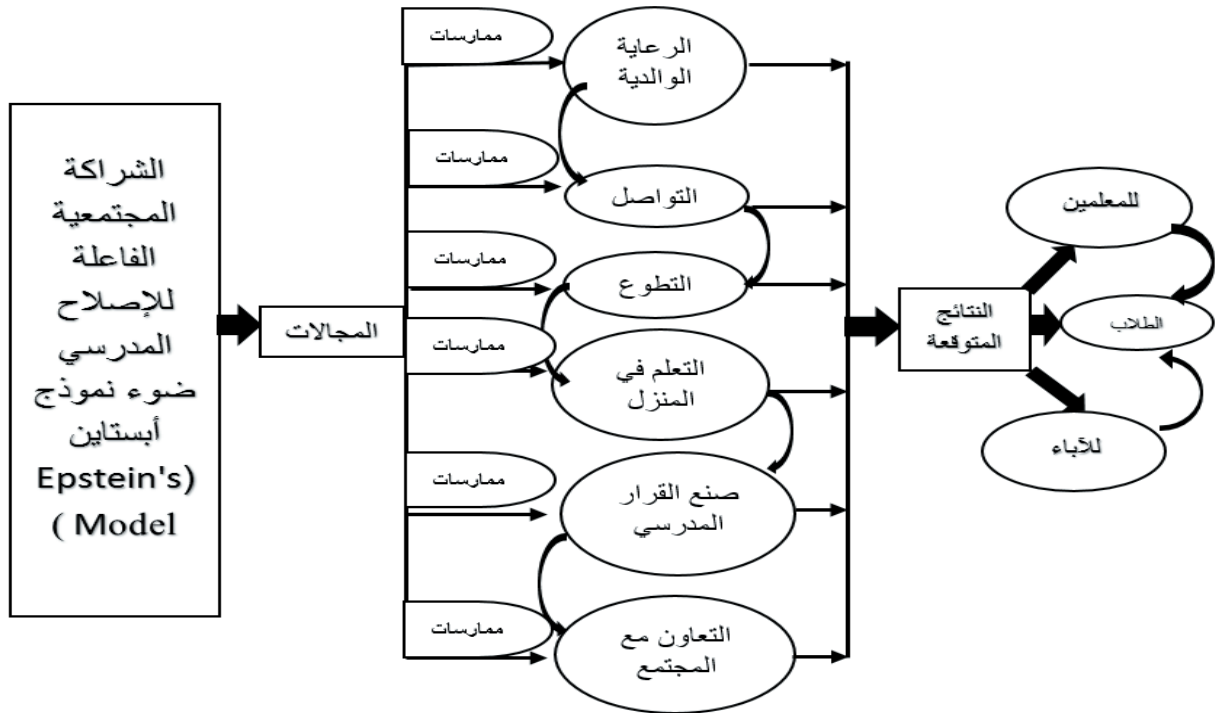 الشراكة
المجتمعية
الفاعلة
للإصلاح
المدرسي
ضوء نموذج
أبستاين
(Epstein's
Model )
المجالات
ممارسات
الرعاية
الوالدية
ممارسات
التواصل
ممارسات
التطوع
ممارسات
التعلم في
المنزل
ممارسات
صنع القرار
المدرسي
ممارسات
التعاون مع
المجتمع
النتائج
المتوقعة
للمعلمين
الطلاب
للآباء